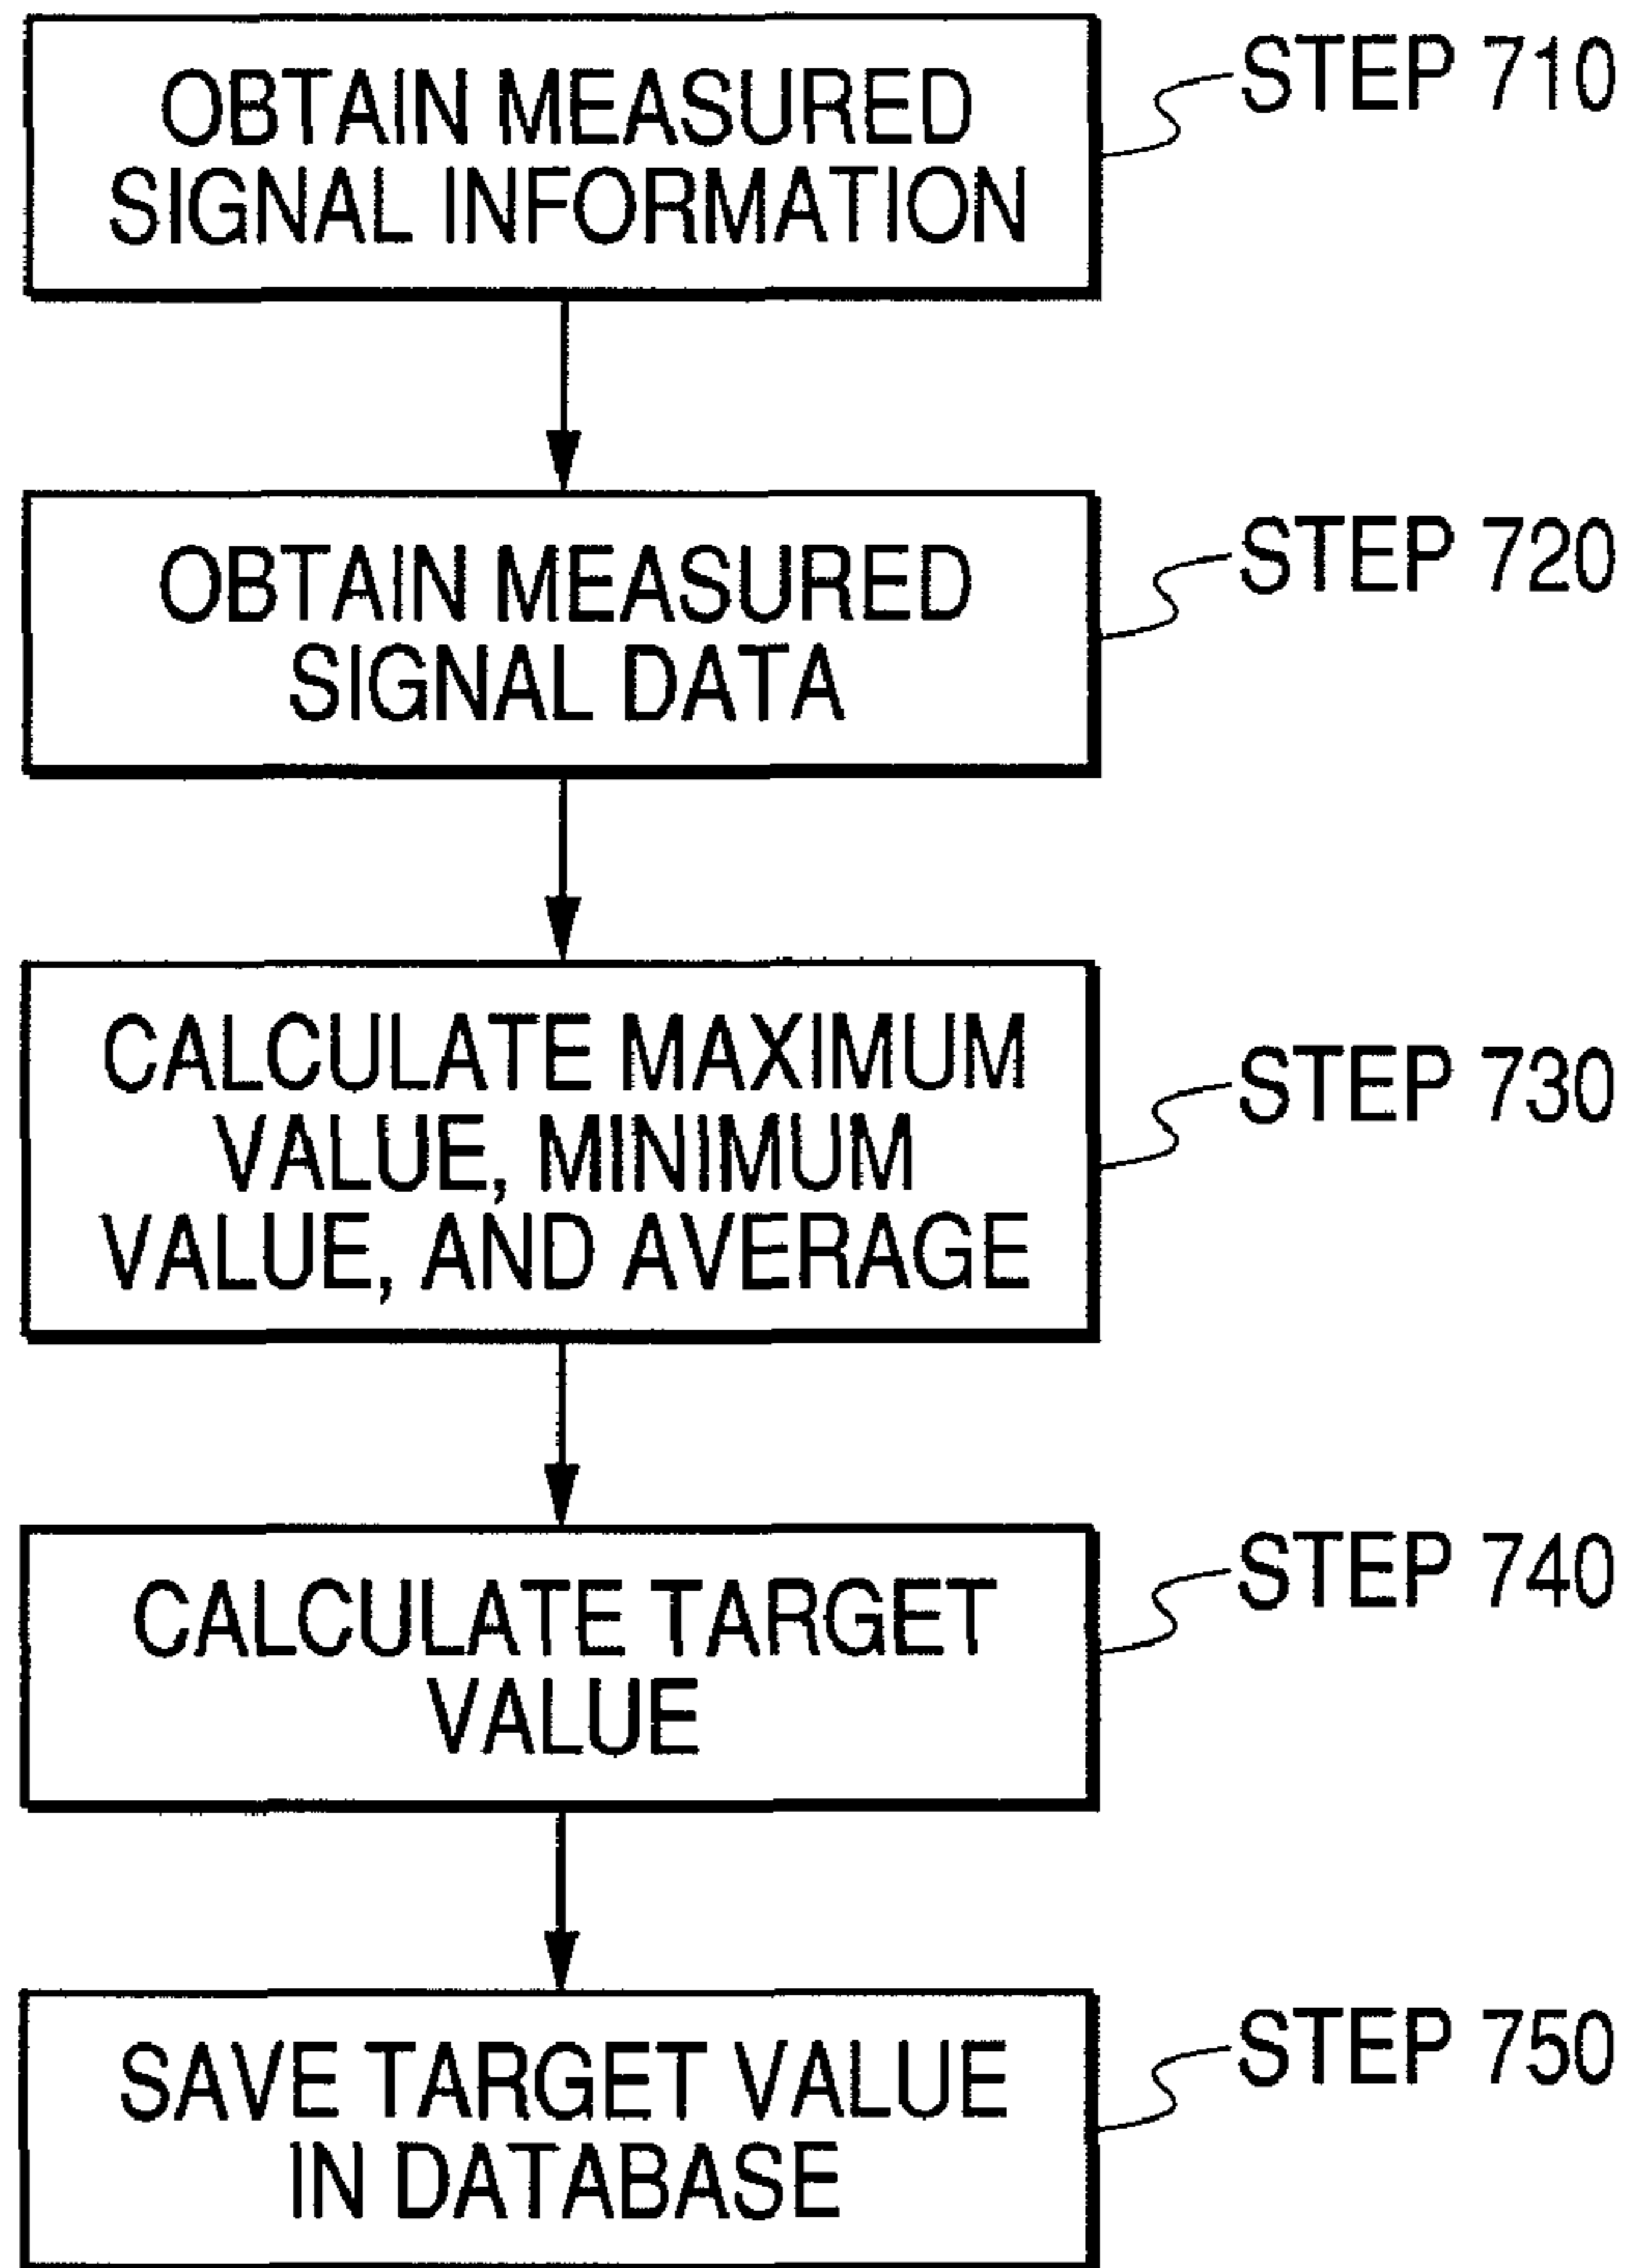 OBTAIN MEASURED
SIGNAL INFORMATION
STEP 710
OBTAIN MEASURED
SIGNAL DATA
STEP 720
CALCULATE MAXIMUM
VALUE, MINIMUM
VALUE, AND AVERAGE
STEP 730
CALCULATE TARGET
VALUE
STEP 740
SAVE TARGET VALUE
IN DATABASE
STEP 750